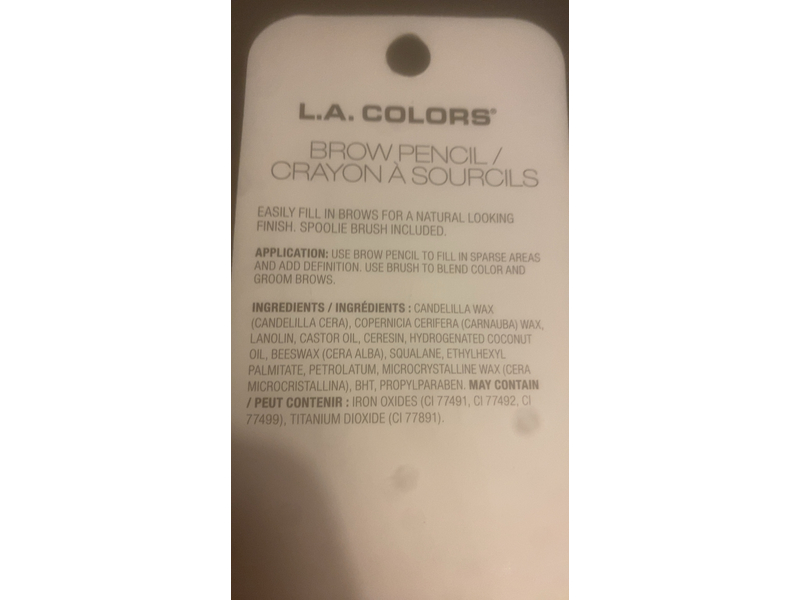 L.A. COLORS®
BROW PENCIL /
CRAYON À SOURCILS
EASILY FILL IN BROWS FOR A NATURAL LOOKING
FINISH. SPOOLIE BRUSH INCLUDED.
APPLICATION: USE BROW PENCIL TO FILL IN SPARSE AREAS
AND ADD DEFINITION. USE BRUSH TO BLEND COLOR AND
GROOM BROWS.
INGREDIENTS / INGRÉDIENTS : CANDELILLA WAX
(CANDELILLA CERA), COPERNICIA CERIFERA (CARNAUBA) WAX,
LANOLIN, CASTOR OIL, CERESIN, HYDROGENATED COCONUT
OIL, BEESWAX (CERA ALBA), SQUALANE, ETHYLHEXYL
PALMITATE, PETROLATUM, MICROCRYSTALLINE WAX (CERA
MICROCRISTALLINA), BHT, PROPYLPARABEN. MAY CONTAIN
/ PEUT CONTENIR : IRON OXIDES (CI 77491, CI 77492, CI
77499), TITANIUM DIOXIDE (CI 77891).